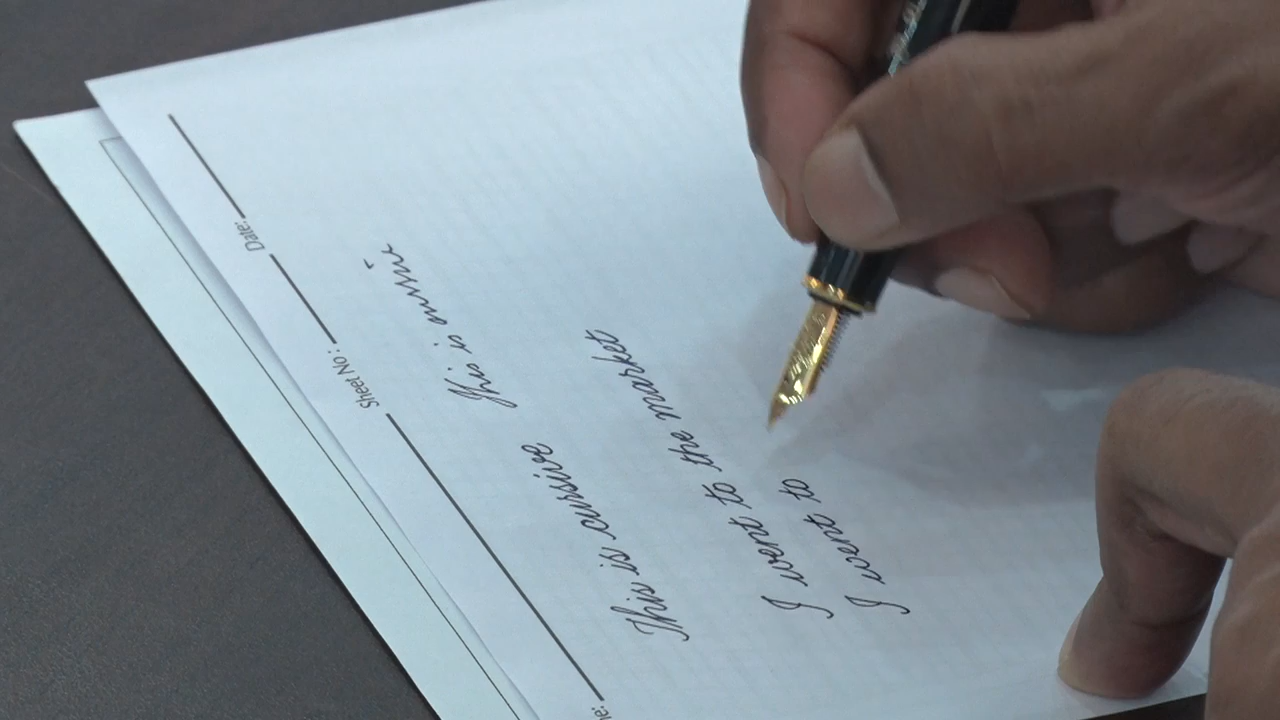 Date:
Sheet No:
This is cursive This is cursive
I went to the market
I went to